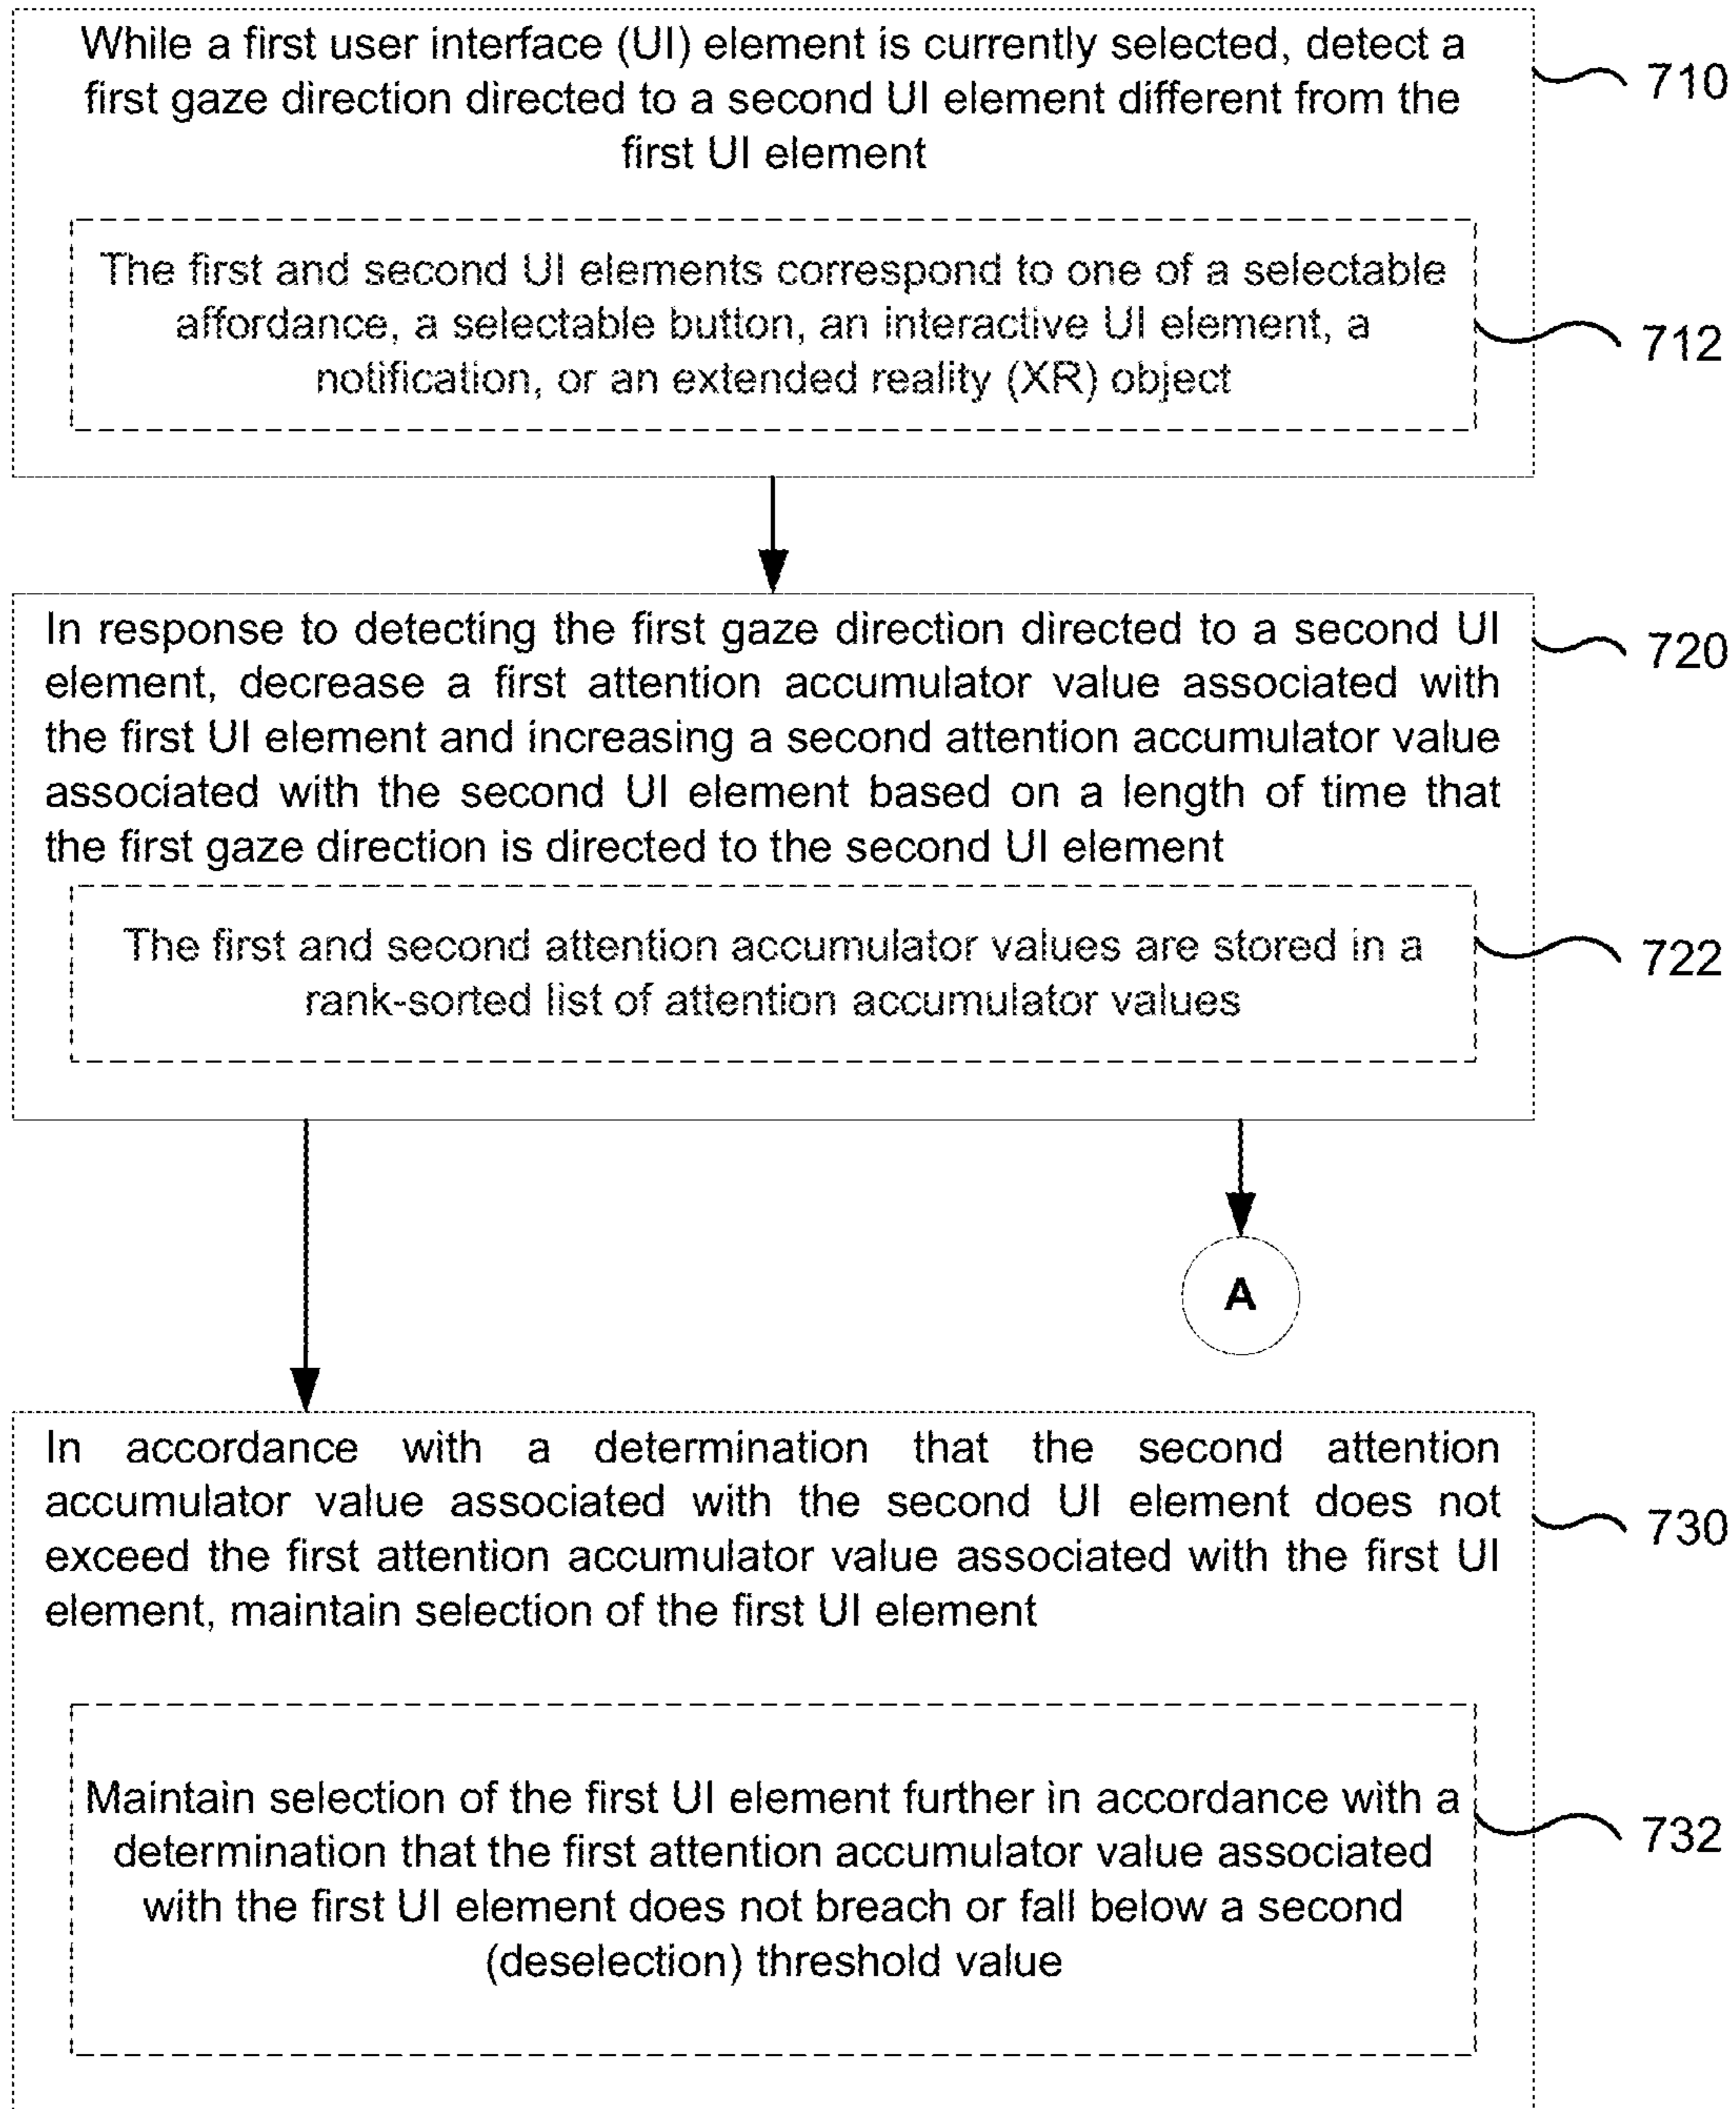 While a first user interface (UI) element is currently selected, detect a
first gaze direction directed to a second UI element different from the
first UI element
710
The first and second UI elements correspond to one of a selectable
affordance, a selectable button, an interactive UI element, a
notification, or an extended reality (XR) object
712
In response to detecting the first gaze direction directed to a second UI
element, decrease a first attention accumulator value associated with
the first UI element and increasing a second attention accumulator value
associated with the second UI element based on a length of time that
the first gaze direction is directed to the second UI element
720
The first and second attention accumulator values are stored in a
rank-sorted list of attention accumulator values
722
A
In accordance with a determination that the second attention
accumulator value associated with the second UI element does not
exceed the first attention accumulator value associated with the first UI
element, maintain selection of the first UI element
730
Maintain selection of the first UI element further in accordance with a
determination that the first attention accumulator value associated
with the first UI element does not breach or fall below a second
(deselection) threshold value
732